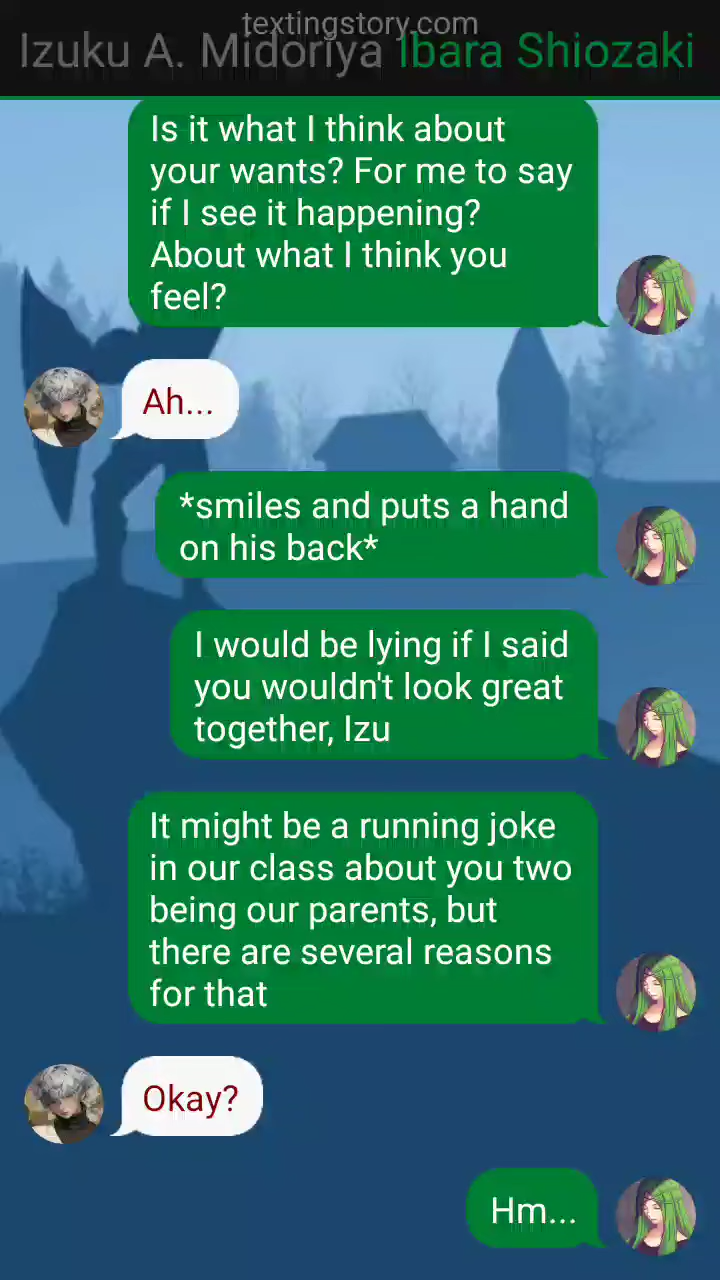 textingstory.com
Izuku A. Midoriya Ibara Shiozaki
Is it what I think about
your wants? For me to say
if I see it happening?
About what I think you
feel?
Ah...
*smiles and puts a hand
on his back*
I would be lying if I said
you wouldn't look great
together, Izu
It might be a running joke
in our class about you two
being our parents, but
there are several reasons
for that
Okay?
Hm...